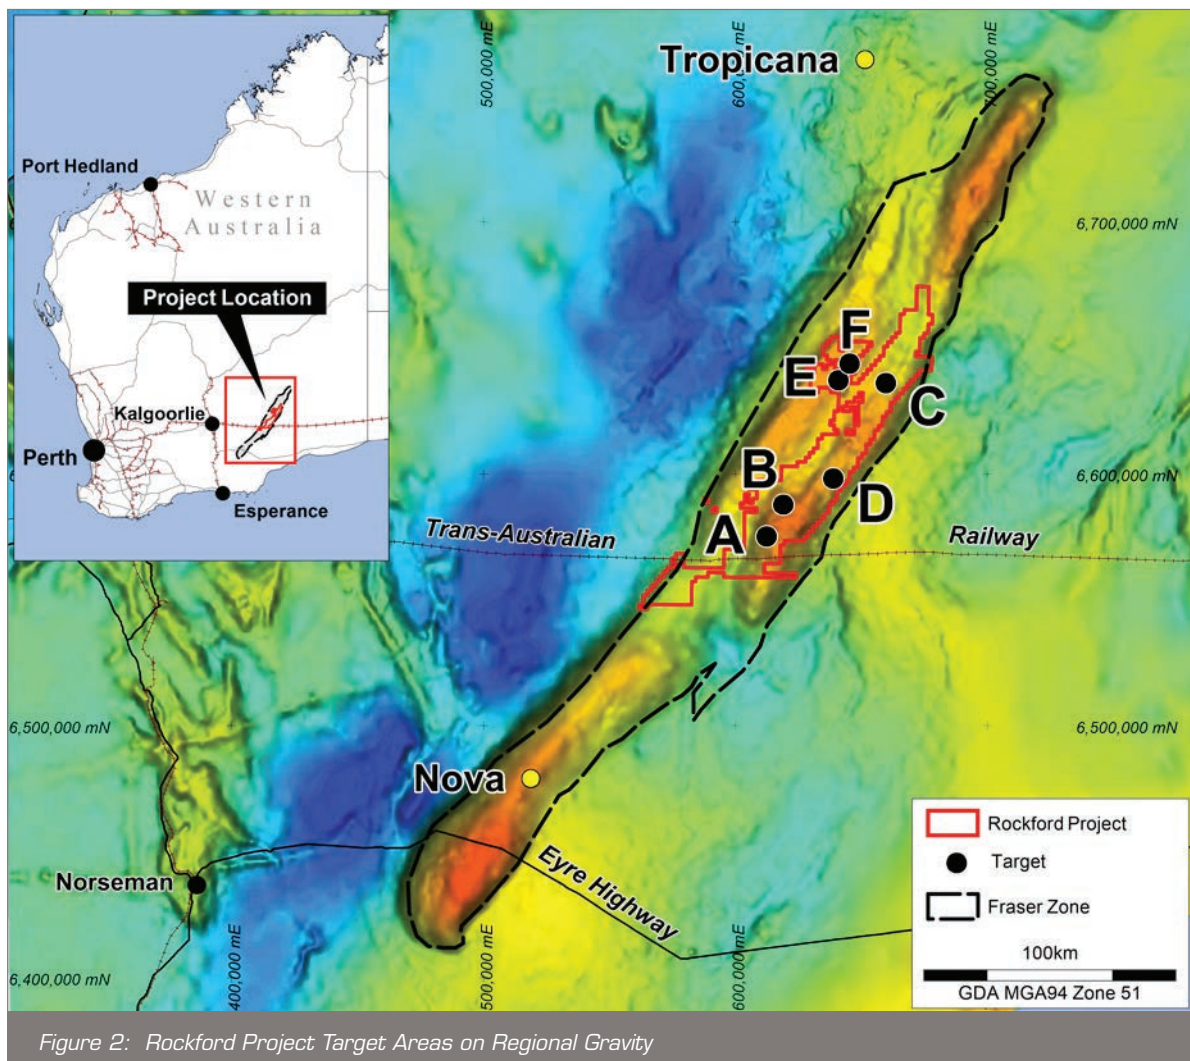 Port Hedland
Western
Australia
Project Location
Kalgoorlie
Perth
Esperance
Tropicana
500,000 mE
600,000 mE
700,000 mE
6,700,000 mN
F
E
C
B
6,600,000 mN
D
A
Trans-Australian
Railway
6,500,000 mN
6,500,000 mN
Nova
Norseman
Eyre Highway
400,000 mE
500,000 mE
600,000 mE
6,400,000 mN
Rockford Project
Target
Fraser Zone
100km
GDA MGA94 Zone 51
Figure 2: Rockford Project Target Areas on Regional Gravity